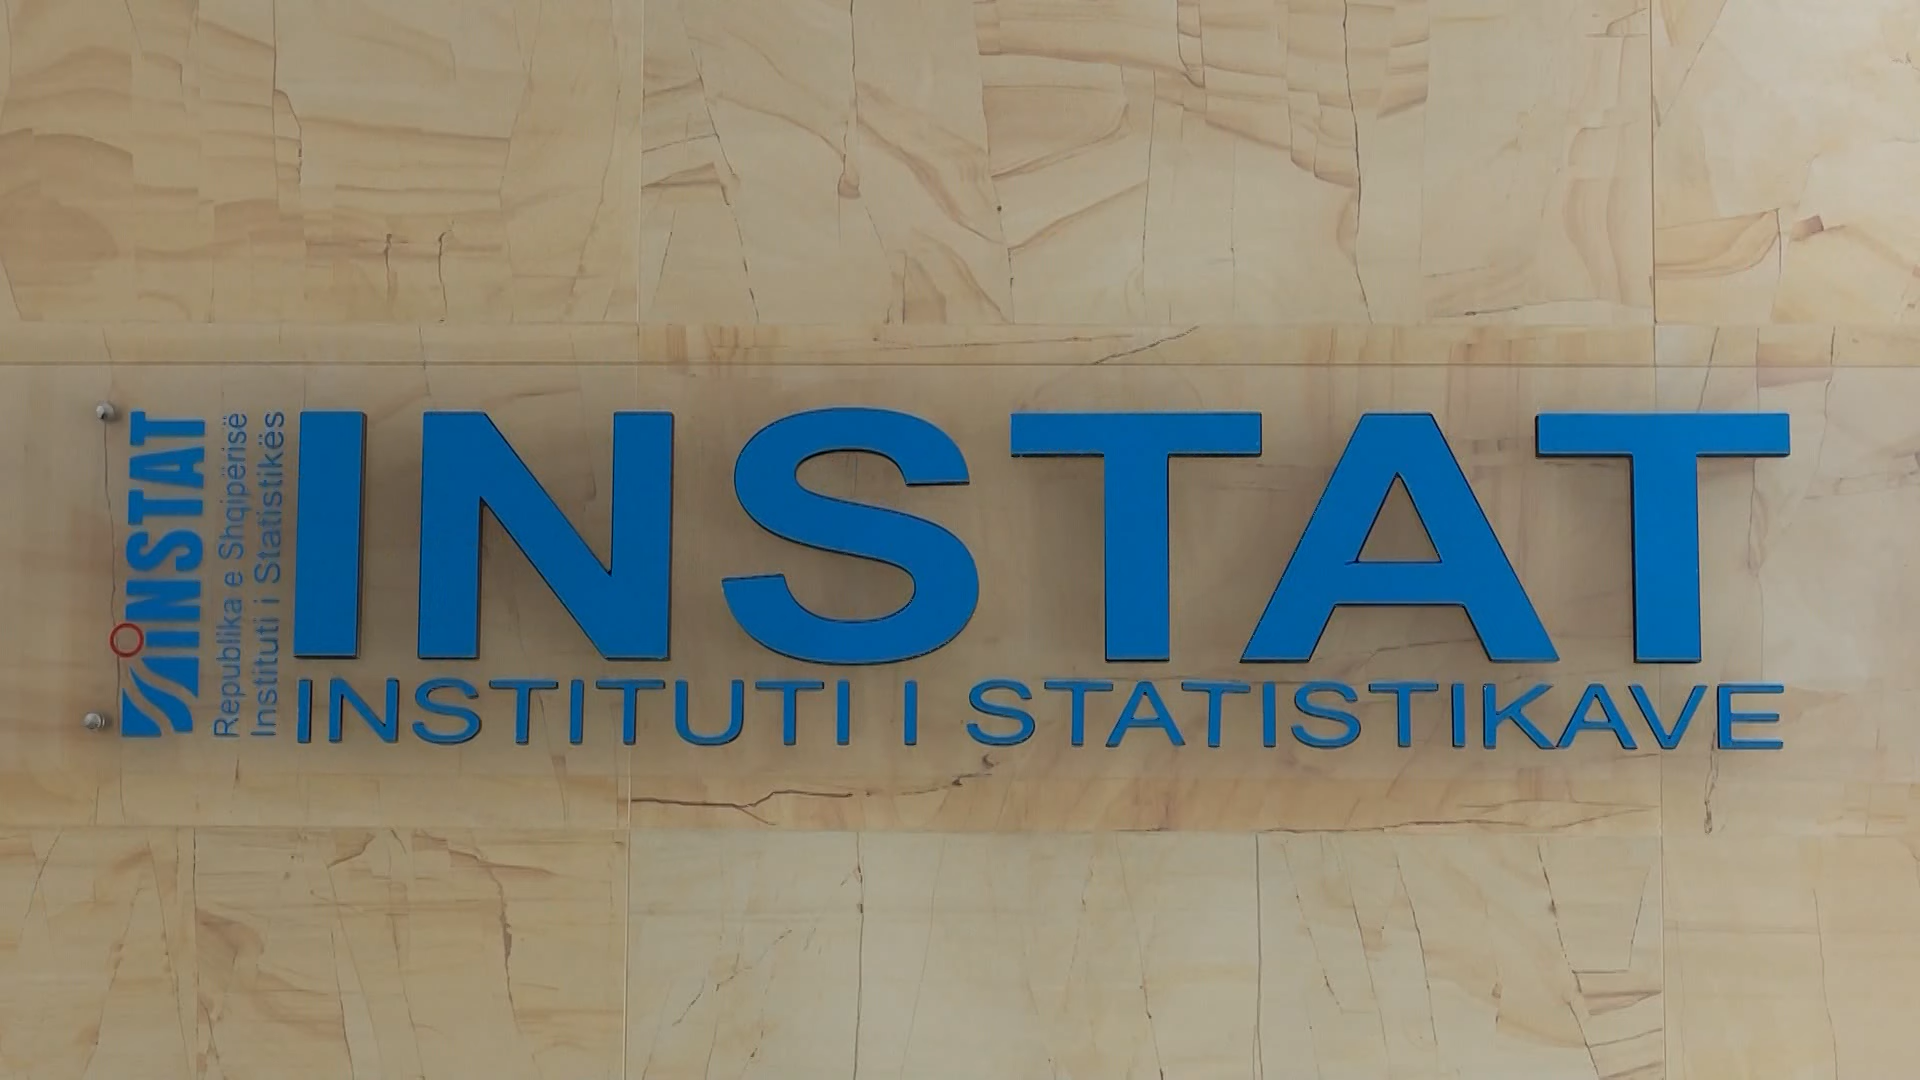 INSTAT
Republika e Shqipërisë
Instituti i Statistikës
INSTAT
INSTITUTI I STATISTIKAVE